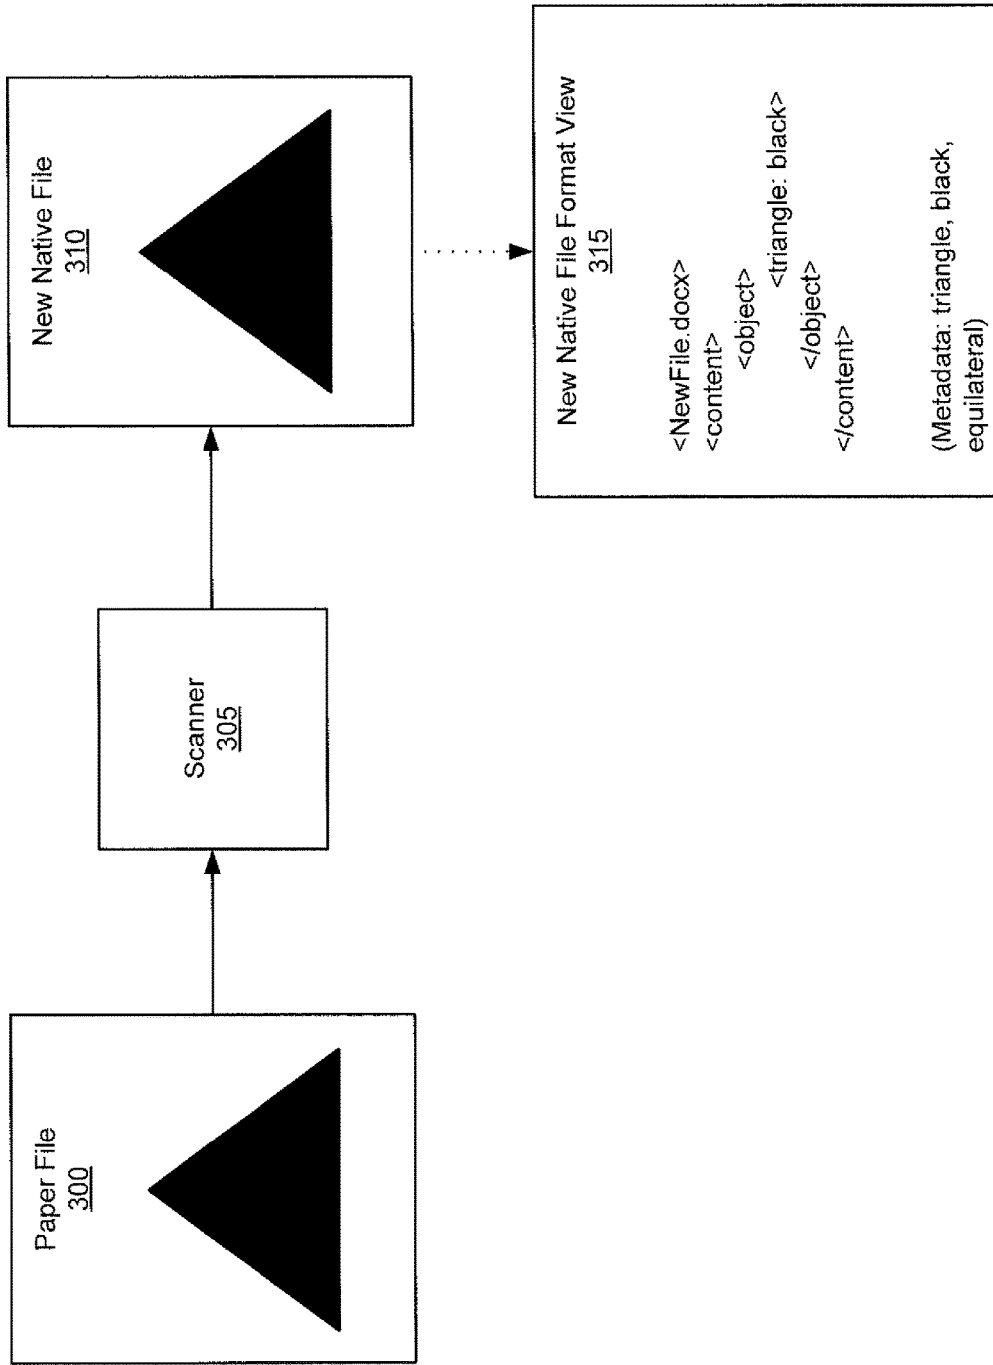 Paper File
300
Scanner
305
New Native File
310
New Native File Format View
315
<NewFile.docx>
<content>
<object>
<triangle: black>
</object>
</content>
(Metadata: triangle, black,
equilateral)